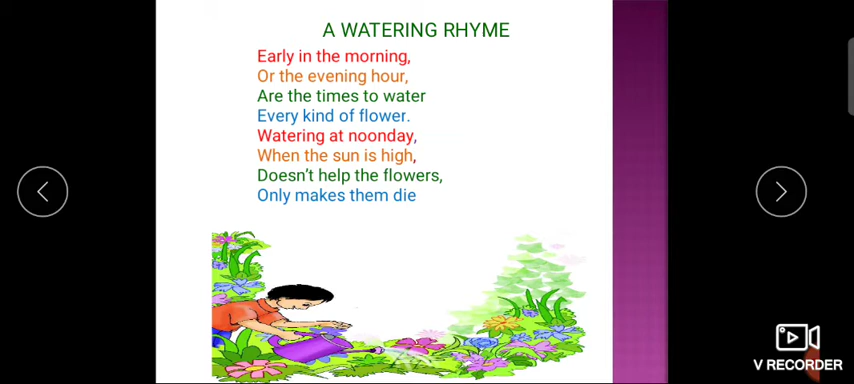 A WATERING RHYME
Early in the morning,
Or the evening hour,
Are the times to water
Every kind of flower.
Watering at noonday,
When the sun is high,
Doesn't help the flowers,
Only makes them die
V RECORDER